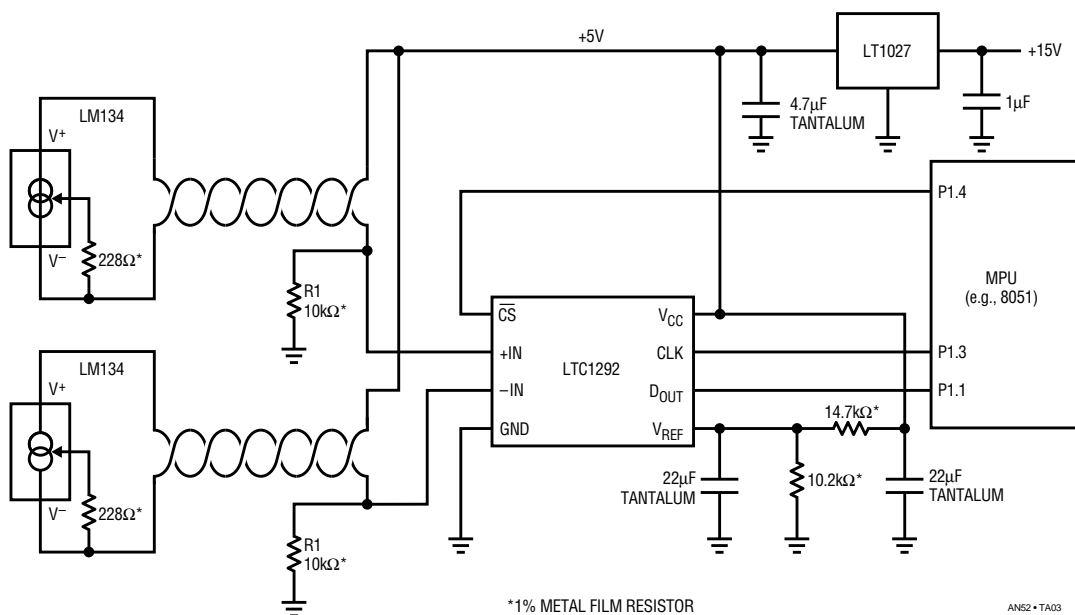 +5V
LT1027
+15V
4.7µF
TANTALUM
1µF
LM134
V+
V–
228Ω*
R1
10kΩ*
LM134
V+
V–
228Ω*
R1
10kΩ*
C̅S̅
+IN
–IN
GND
LTC1292
VCC
CLK
DOUT
VREF
P1.4
MPU
(e.g., 8051)
P1.3
P1.1
14.7kΩ*
22µF
TANTALUM
10.2kΩ*
22µF
TANTALUM
*1% METAL FILM RESISTOR
AN52 • TA03